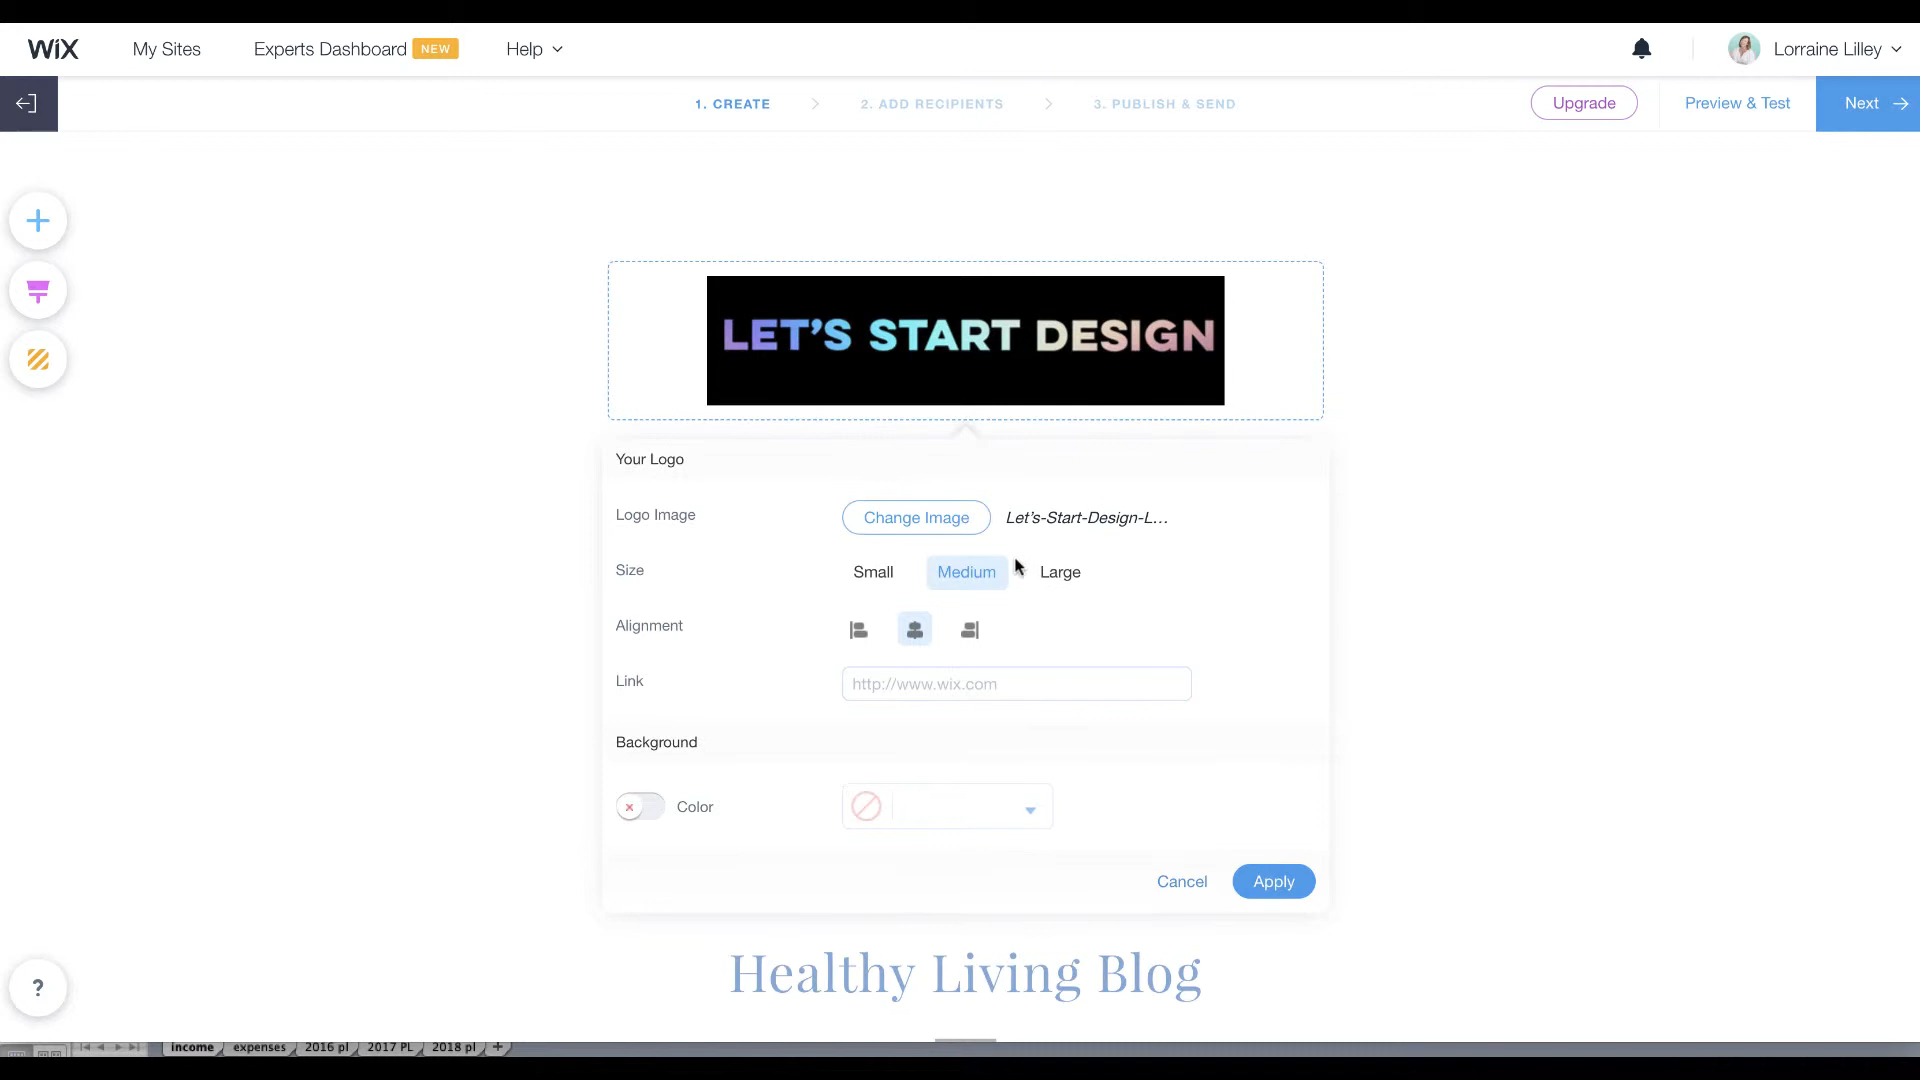 WiX My Sites Experts Dashboard NEW Help Lorraine Lilley
1. CREATE 2. ADD RECIPIENTS 3. PUBLISH & SEND Upgrade Preview & Test Next
LET'S START DESIGN
Your Logo
Logo Image Change Image Let's-Start-Design-L...
Size Small Medium Large
Alignment
Link http://www.wix.com
Background
Color
Cancel Apply
Healthy Living Blog
?
income expenses 2016 pl 2017 PL 2018 pl +